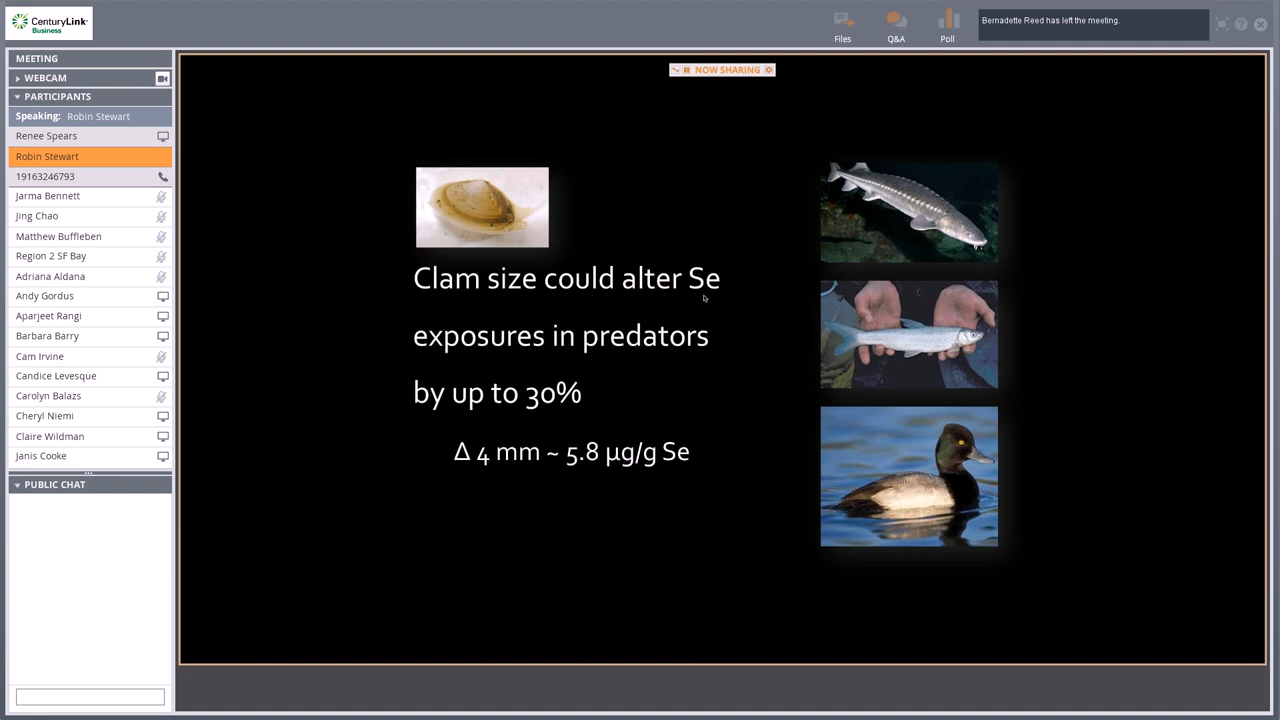 CenturyLink
Business
Files
Q&A
Poll
Bernadette Reed has left the meeting.
MEETING
WEBCAM
PARTICIPANTS
Speaking: Robin Stewart
Renee Spears
Robin Stewart
19163246793
Jarma Bennett
Jing Chao
Matthew Buffleben
Region 2 SF Bay
Adriana Aldana
Andy Gordus
Aparjeet Rangi
Barbara Barry
Cam Irvine
Candice Levesque
Carolyn Balazs
Cheryl Niemi
Claire Wildman
Janis Cooke
PUBLIC CHAT
NOW SHARING
Clam size could alter Se
exposures in predators
by up to 30%
Δ 4 mm ~ 5.8 µg/g Se